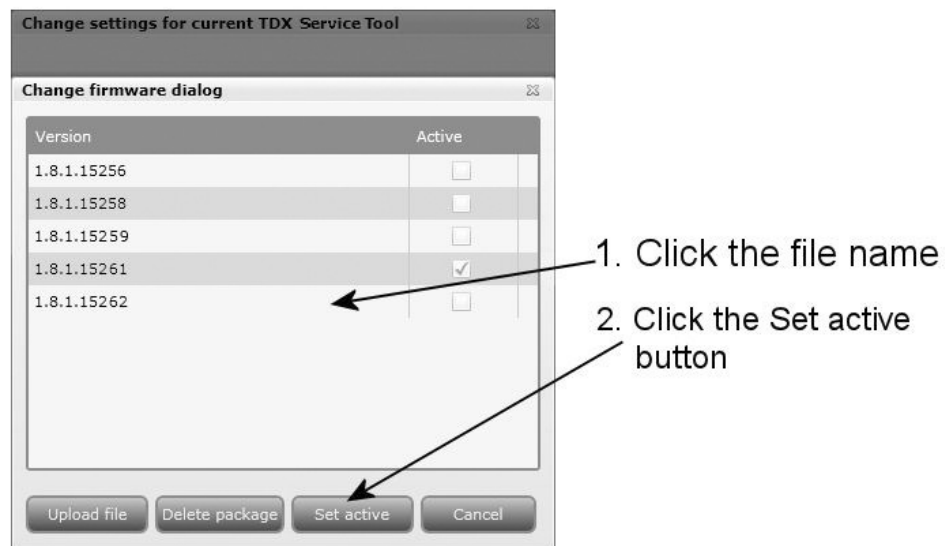 Change settings for current TDX Service Tool
Change firmware dialog
Version Active
1.8.1.15256
1.8.1.15258
1.8.1.15259
1.8.1.15261
1.8.1.15262
1. Click the file name
2. Click the Set active
button
Upload file Delete package Set active Cancel